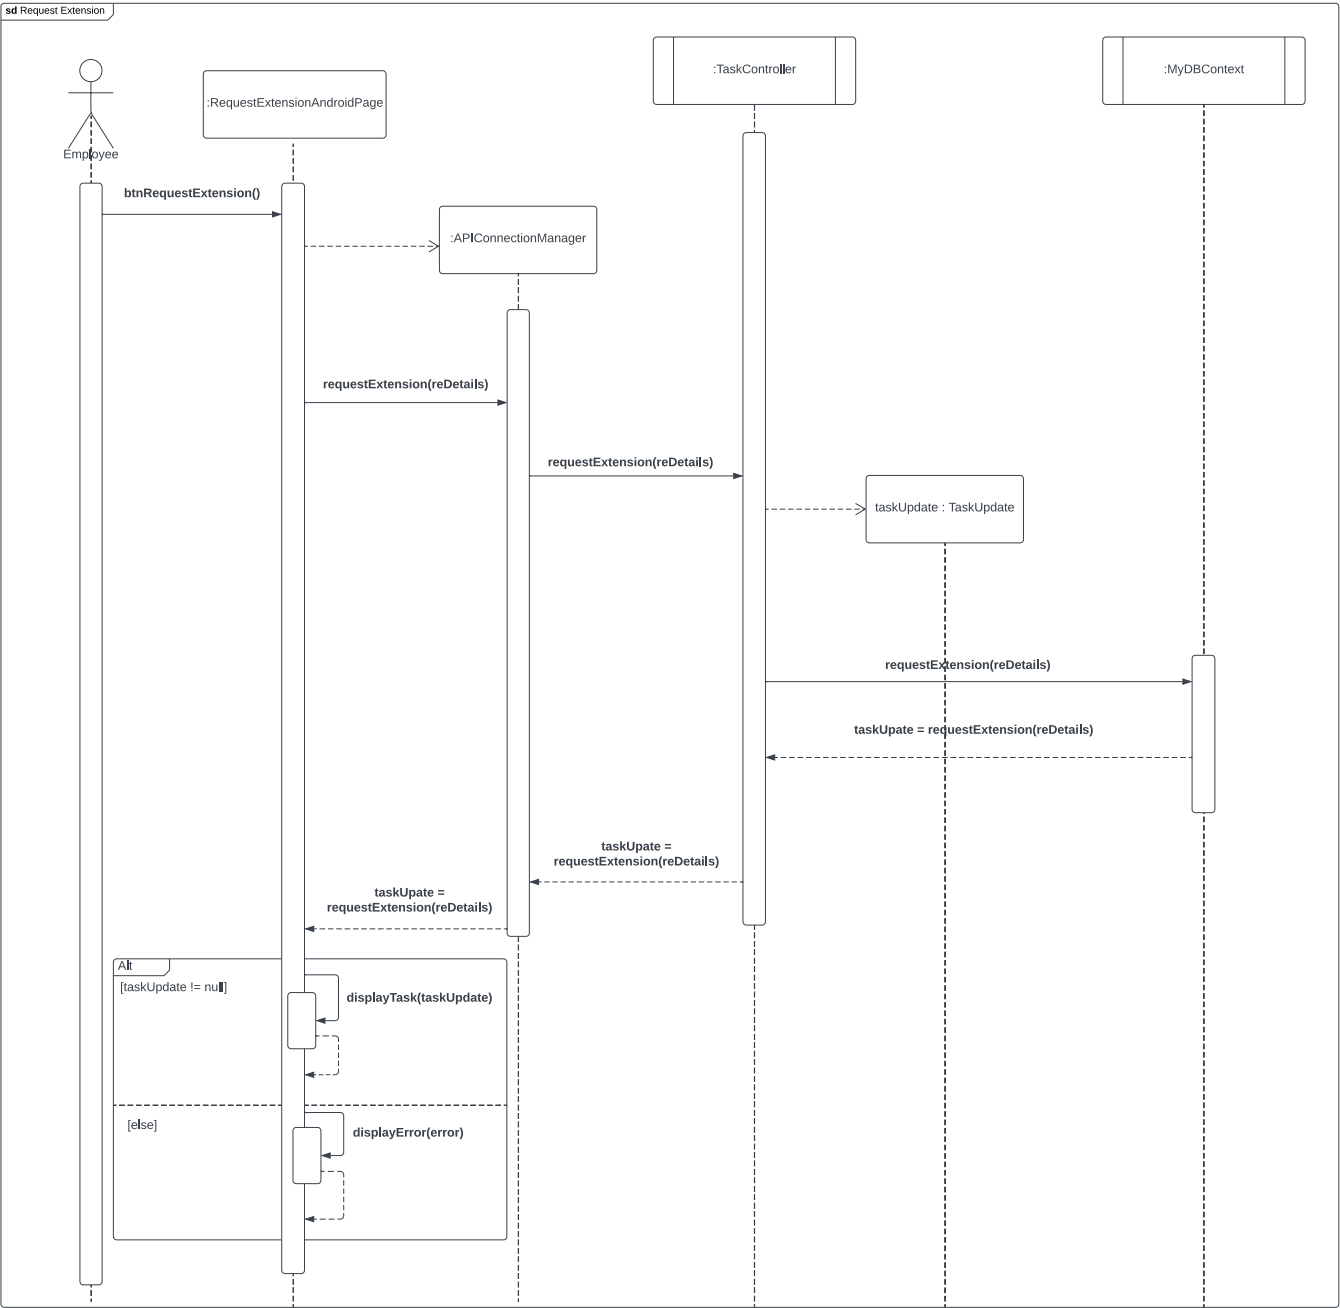 sd Request Extension
:TaskController
:MyDBContext
:RequestExtensionAndroidPage
Employee
btnRequestExtension()
:APIConnectionManager
requestExtension(reDetails)
requestExtension(reDetails)
taskUpdate : TaskUpdate
requestExtension(reDetails)
taskUpate = requestExtension(reDetails)
taskUpate =
requestExtension(reDetails)
taskUpate =
requestExtension(reDetails)
Alt
[taskUpdate != null]
displayTask(taskUpdate)
[else]
displayError(error)